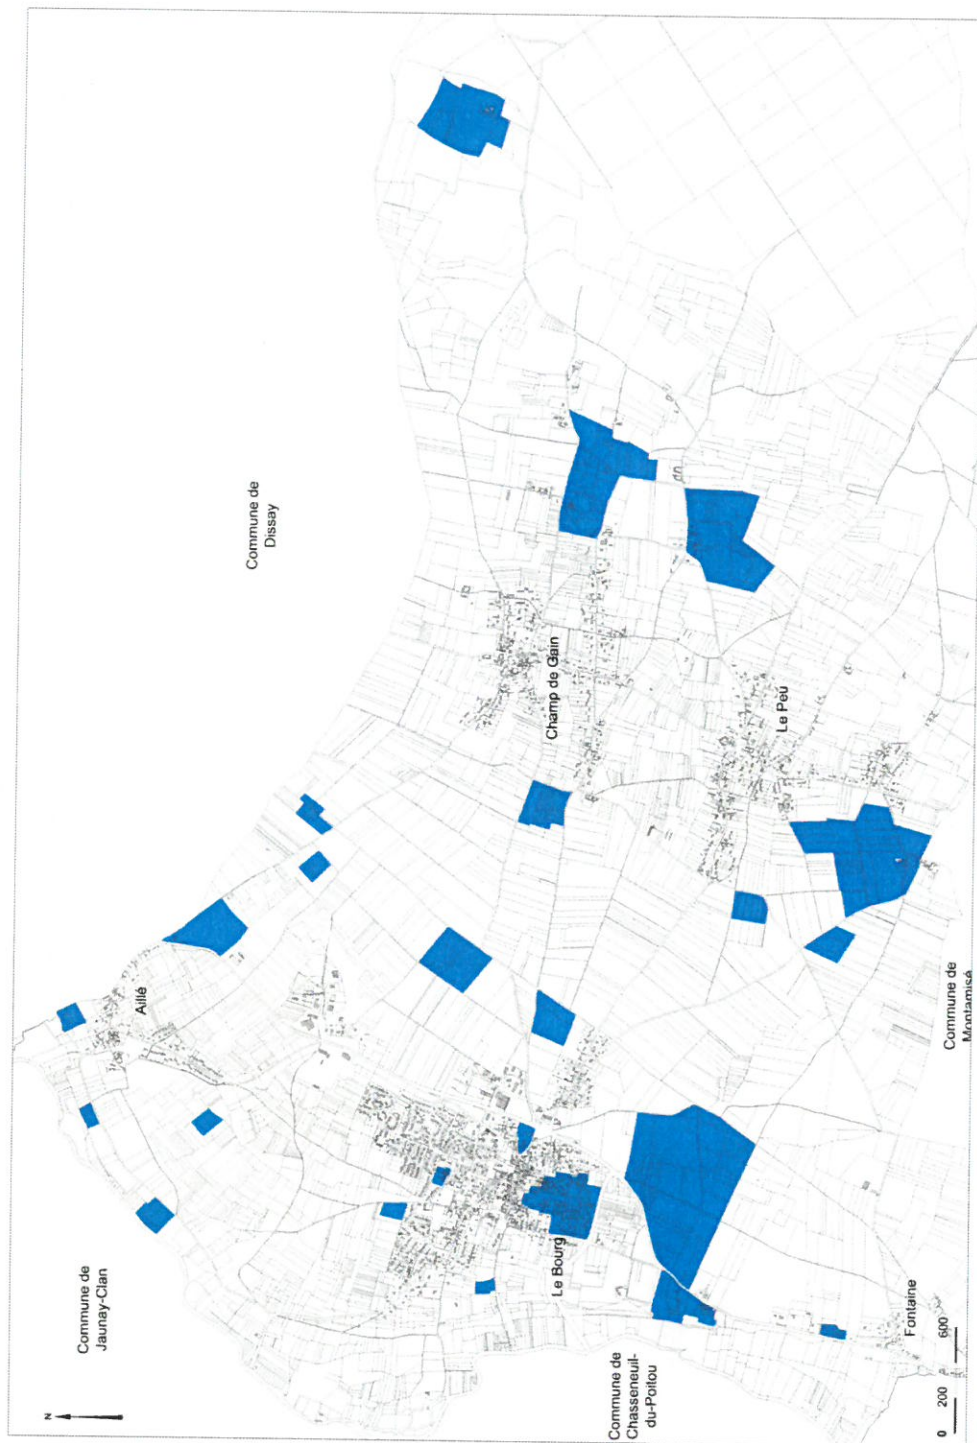 N
Commune de
Jaunay-Clan
Commune de
Dissay
Aillé
Champ de Gain
Le Bourg
Le Peu
Commune de
Chasseneuil-
du-Poitou
Fontaine
Commune de
Montamisé
0 200 600